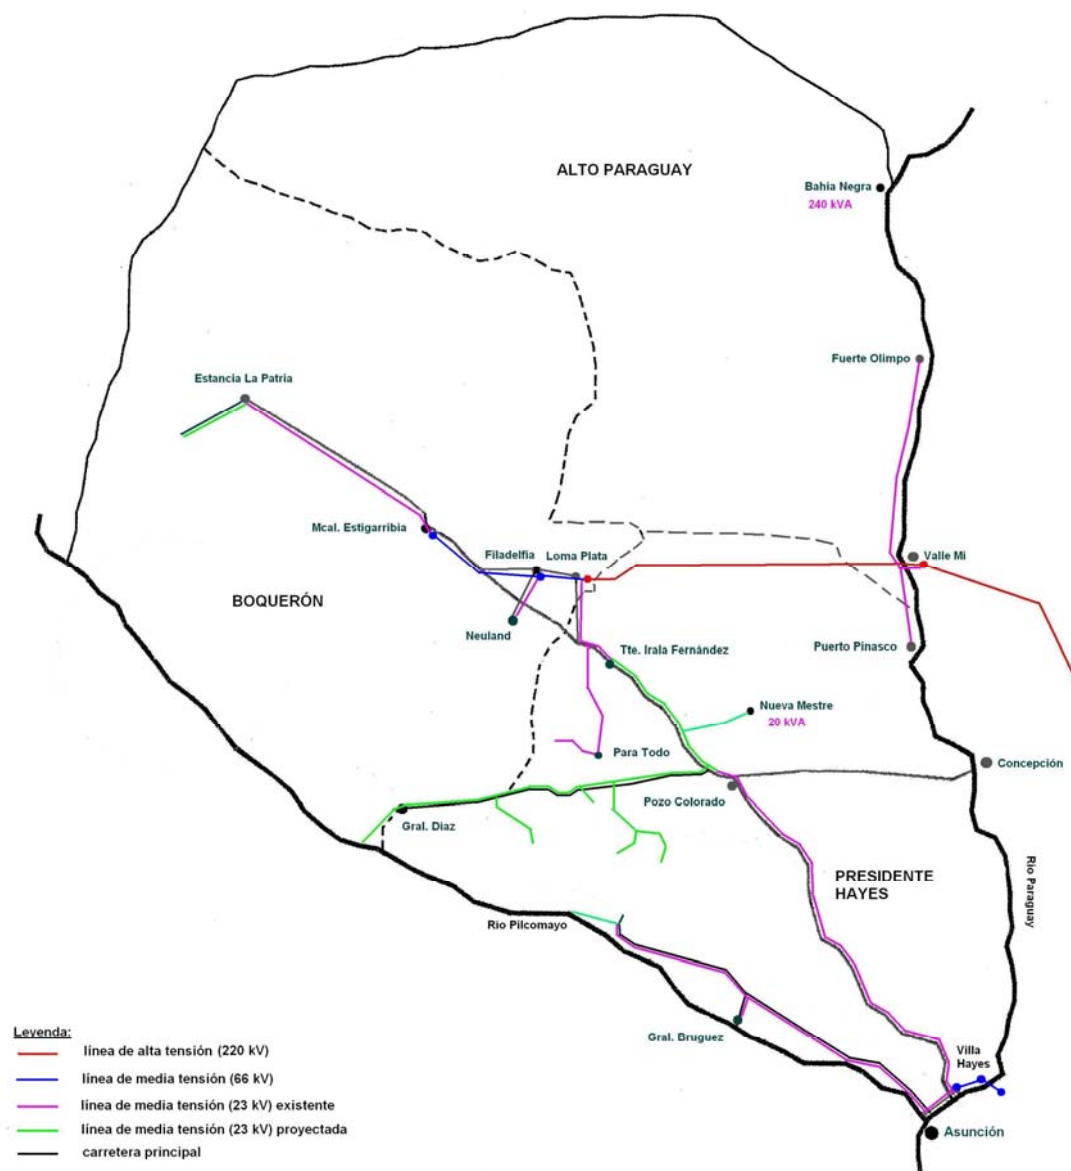 ALTO PARAGUAY
Bahia Negra
240 kVA
Fuerte Olimpo
Estancia La Patria
Mcal. Estigarribia
Filadelfia
Loma Plata
Valle Mi
BOQUERÓN
Neuland
Tte. Irala Fernández
Puerto Pinasco
Nueva Mestre
20 kVA
Para Todo
Concepción
Pozo Colorado
Gral. Diaz
PRESIDENTE
HAYES
Rio Paraguay
Rio Pilcomayo
Gral. Bruguez
Villa
Hayes
Asunción
Leyenda:
línea de alta tensión (220 kV)
línea de media tensión (66 kV)
línea de media tensión (23 kV) existente
línea de media tensión (23 kV) proyectada
carretera principal